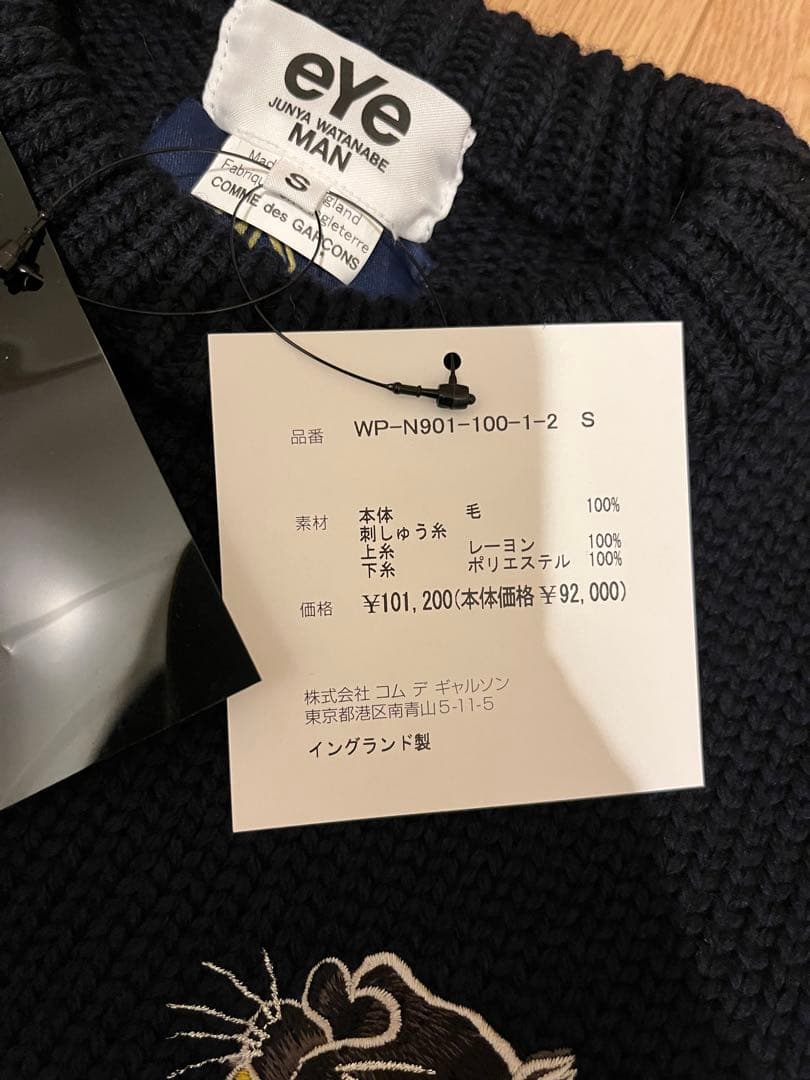 eYe
JUNYA WATANABE
MAN
Mad
S
gland
Fabriqu
gleterre
COMME des GARÇONS
品番 WP-N901-100-1-2 S
素材 本体 毛 100%
刺しゅう糸
上糸 レーヨン 100%
下糸 ポリエステル 100%
価格 ¥101,200(本体価格 ¥92,000)
株式会社 コム デ ギャルソン
東京都港区南青山5-11-5
イングランド製